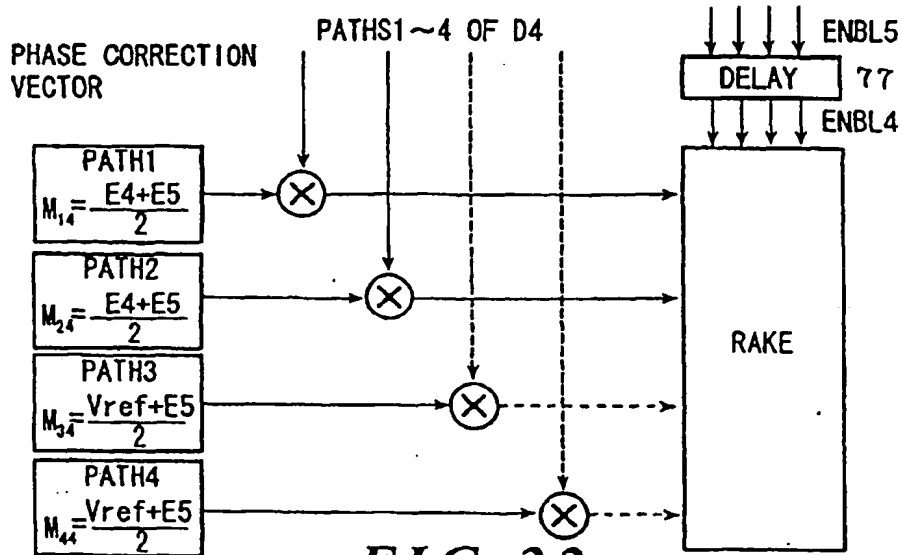 PATHS1~4 OF D4
PHASE CORRECTION
VECTOR
ENBL5
DELAY 77
ENBL4
PATH1
M14=E4+E5/2
PATH2
M24=E4+E5/2
PATH3
M34=Vref+E5/2
PATH4
M44=Vref+E5/2
RAKE